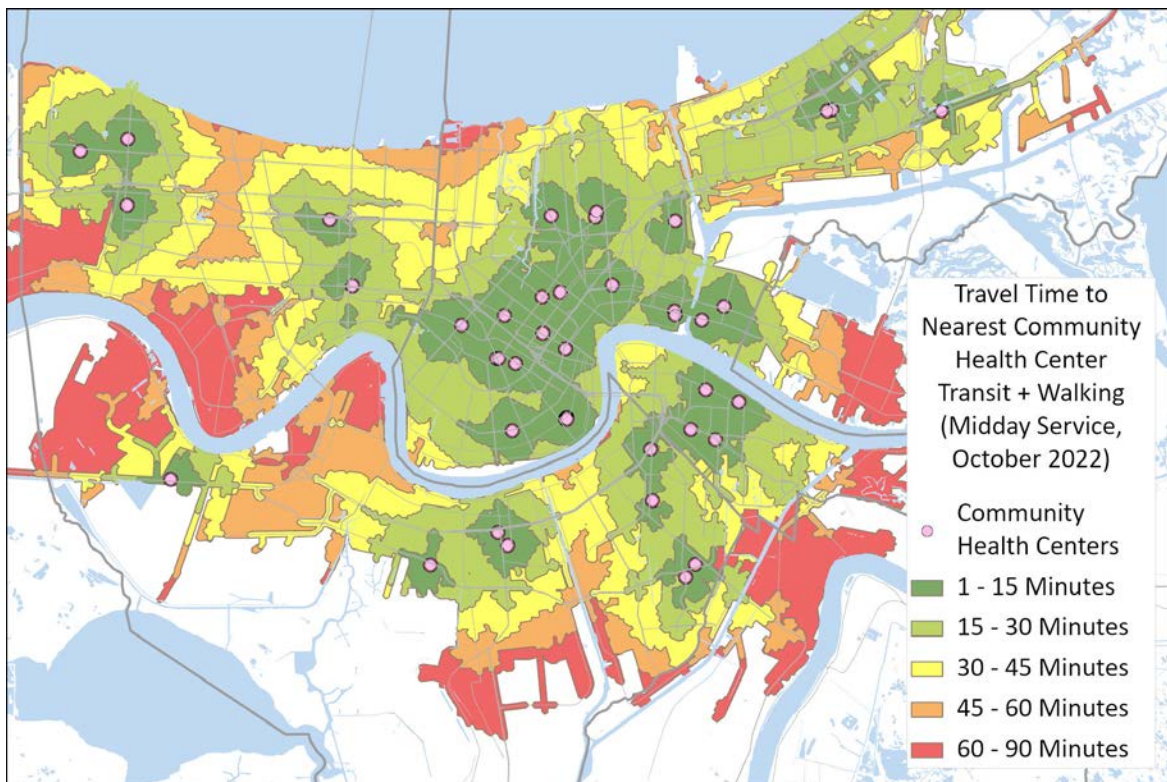 Travel Time to
Nearest Community
Health Center
Transit + Walking
(Midday Service,
October 2022)
Community
Health Centers
1 - 15 Minutes
15 - 30 Minutes
30 - 45 Minutes
45 - 60 Minutes
60 - 90 Minutes